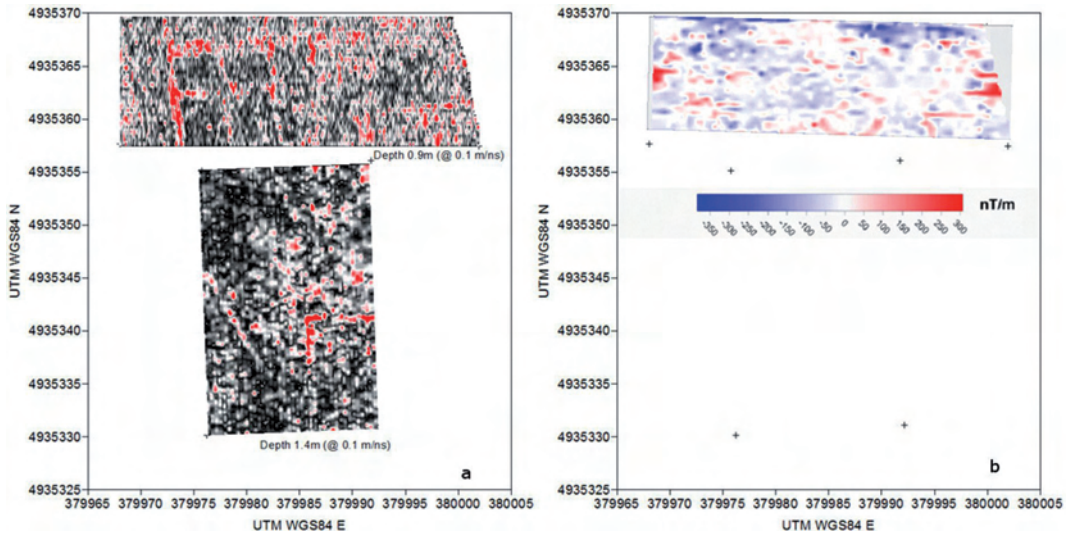 4935370
4935365
4935360
4935355
4935350
4935345
4935340
4935335
4935330
4935325
UTM WGS84 N
Depth 0.9m (@ 0.1 m/ns)
Depth 1.4m (@ 0.1 m/ns)
a
379965 379970 379975 379980 379985 379990 379995 380000 380005
UTM WGS84 E
4935370
4935365
4935360
4935355
4935350
4935345
4935340
4935335
4935330
4935325
UTM WGS84 N
nT/m
-350 -300 -250 -200 -150 -100 -50 0 50 100 150 200 250 300
b
379965 379970 379975 379980 379985 379990 379995 380000 380005
UTM WGS84 E